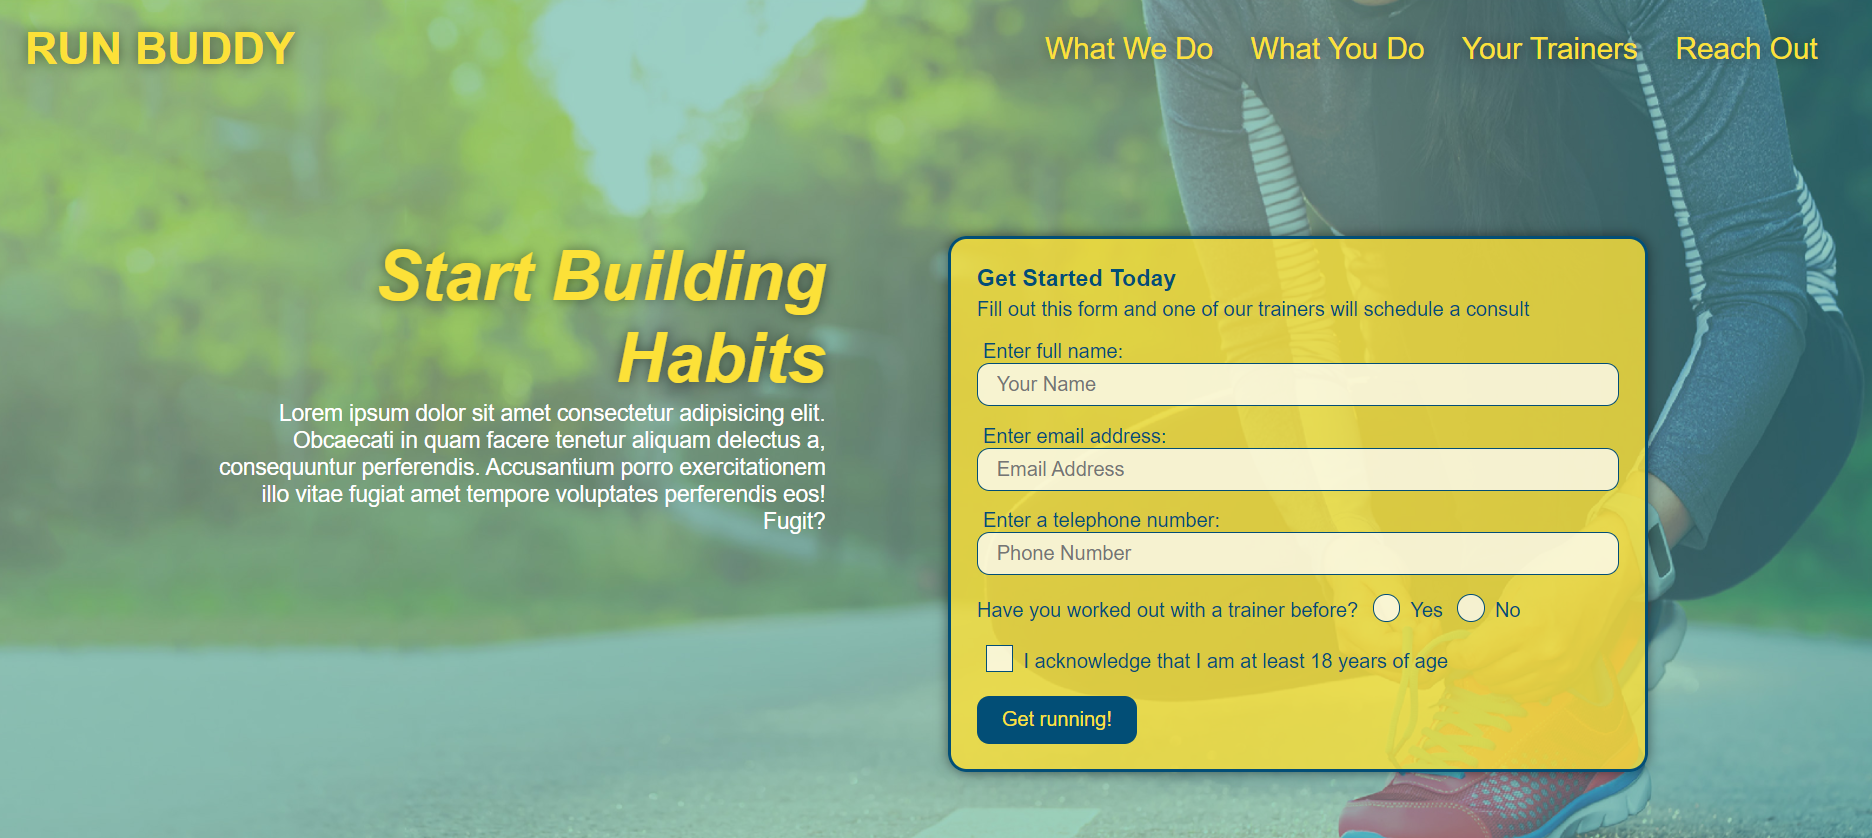 RUN BUDDY
What We Do What You Do Your Trainers Reach Out
Start Building
Habits
Lorem ipsum dolor sit amet consectetur adipisicing elit.
Obcaecati in quam facere tenetur aliquam delectus a,
consequuntur perferendis. Accusantium porro exercitationem
illo vitae fugiat amet tempore voluptates perferendis eos!
Fugit?
Get Started Today
Fill out this form and one of our trainers will schedule a consult
Enter full name:
Your Name
Enter email address:
Email Address
Enter a telephone number:
Phone Number
Have you worked out with a trainer before? Yes No
I acknowledge that I am at least 18 years of age
Get running!